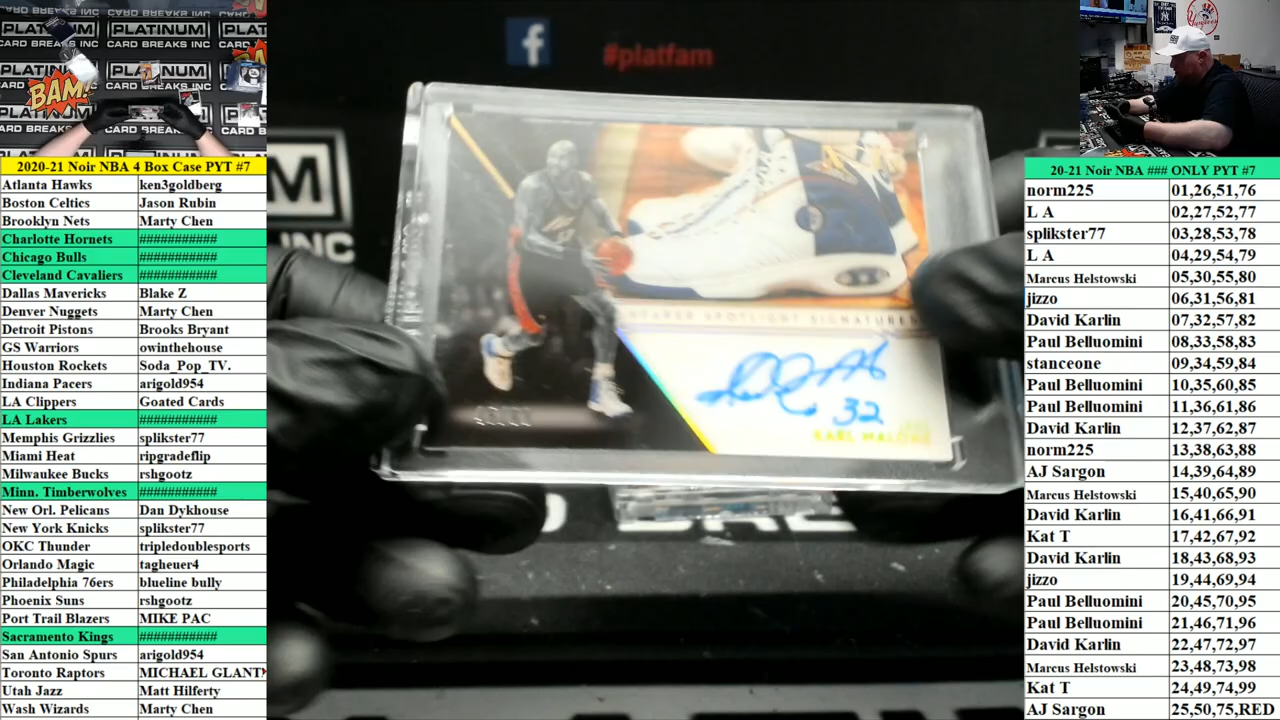 PLATINUM
CARD BREAKS INC
BAM!
f #platfam
2020-21 Noir NBA 4 Box Case PYT #7
Atlanta Hawks ken3goldberg
Boston Celtics Jason Rubin
Brooklyn Nets Marty Chen
Charlotte Hornets ###########
Chicago Bulls ###########
Cleveland Cavaliers ###########
Dallas Mavericks Blake Z
Denver Nuggets Marty Chen
Detroit Pistons Brooks Bryant
GS Warriors owinthehouse
Houston Rockets Soda_Pop_TV.
Indiana Pacers arigold954
LA Clippers Goated Cards
LA Lakers ###########
Memphis Grizzlies splikster77
Miami Heat ripgradeflip
Milwaukee Bucks rshgootz
Minn. Timberwolves ###########
New Orl. Pelicans Dan Dykhouse
New York Knicks splikster77
OKC Thunder tripledoublesports
Orlando Magic tagheuer4
Philadelphia 76ers blueline bully
Phoenix Suns rshgootz
Port Trail Blazers MIKE PAC
Sacramento Kings ###########
San Antonio Spurs arigold954
Toronto Raptors MICHAEL GLANT
Utah Jazz Matt Hilferty
Wash Wizards Marty Chen
SPOTLIGHT SIGNATURES
32
KARL MALONE
20-21 Noir NBA ### ONLY PYT #7
norm225 01,26,51,76
L A 02,27,52,77
splikster77 03,28,53,78
L A 04,29,54,79
Marcus Helstowski 05,30,55,80
jizzo 06,31,56,81
David Karlin 07,32,57,82
Paul Belluomini 08,33,58,83
stanceone 09,34,59,84
Paul Belluomini 10,35,60,85
Paul Belluomini 11,36,61,86
David Karlin 12,37,62,87
norm225 13,38,63,88
AJ Sargon 14,39,64,89
Marcus Helstowski 15,40,65,90
David Karlin 16,41,66,91
Kat T 17,42,67,92
David Karlin 18,43,68,93
jizzo 19,44,69,94
Paul Belluomini 20,45,70,95
Paul Belluomini 21,46,71,96
David Karlin 22,47,72,97
Marcus Helstowski 23,48,73,98
Kat T 24,49,74,99
AJ Sargon 25,50,75,RED